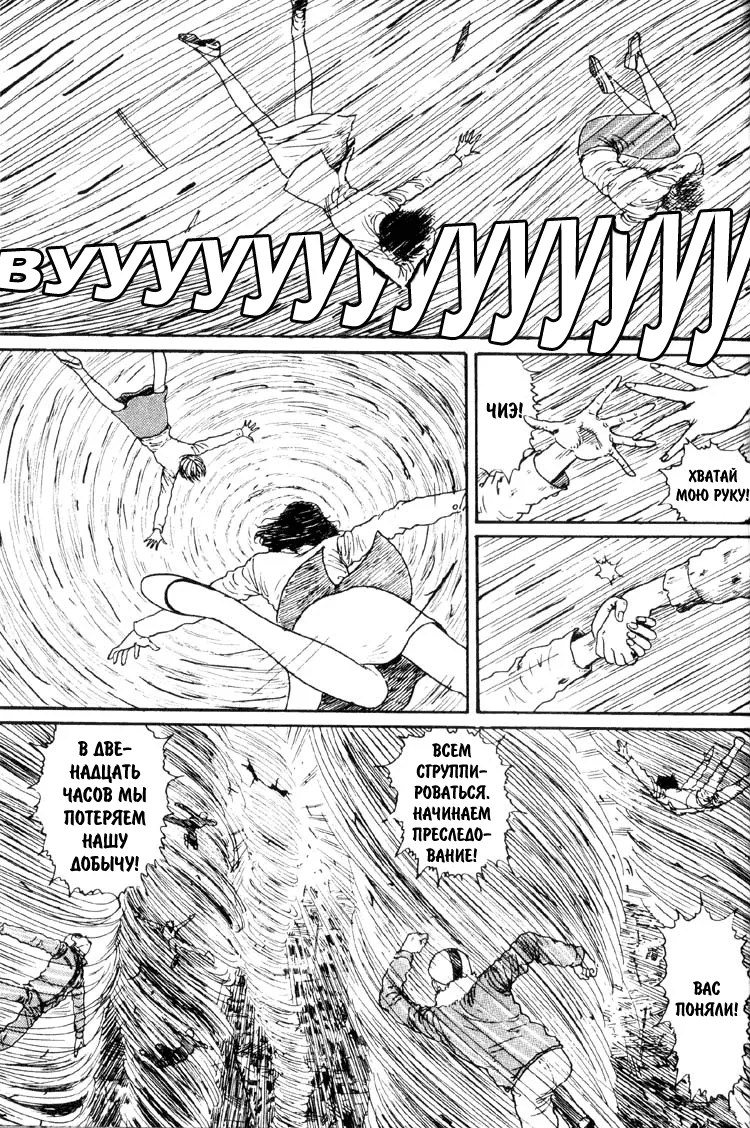 ВУУУУУУУУУУУУУУ
ЧИЭ!
ХВАТАЙ
МОЮ РУКУ!
В ДВЕ-
НАДЦАТЬ
ЧАСОВ МЫ
ПОТЕРЯЕМ
НАШУ
ДОБЫЧУ!
ВСЕМ
СГРУППИ-
РОВАТЬСЯ.
НАЧИНАЕМ
ПРЕСЛЕДО-
ВАНИЕ!
ВАС
ПОНЯЛИ!